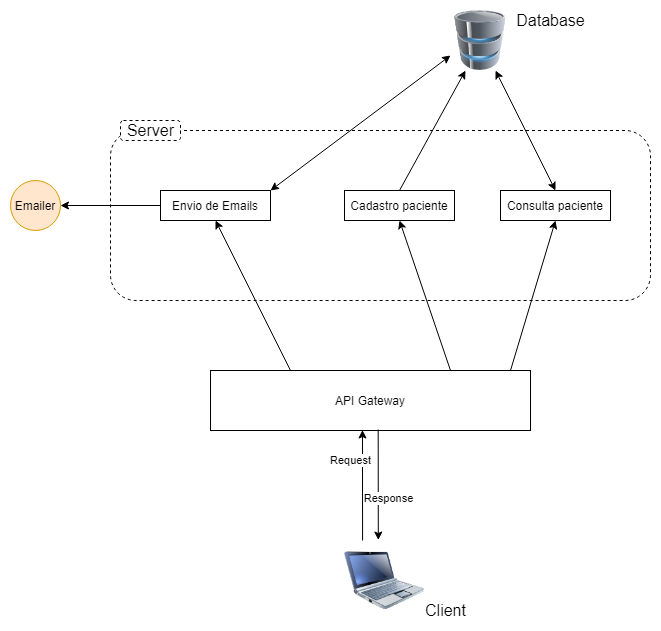 Database
Server
Emailer
Envio de Emails
Cadastro paciente
Consulta paciente
API Gateway
Request
Response
Client